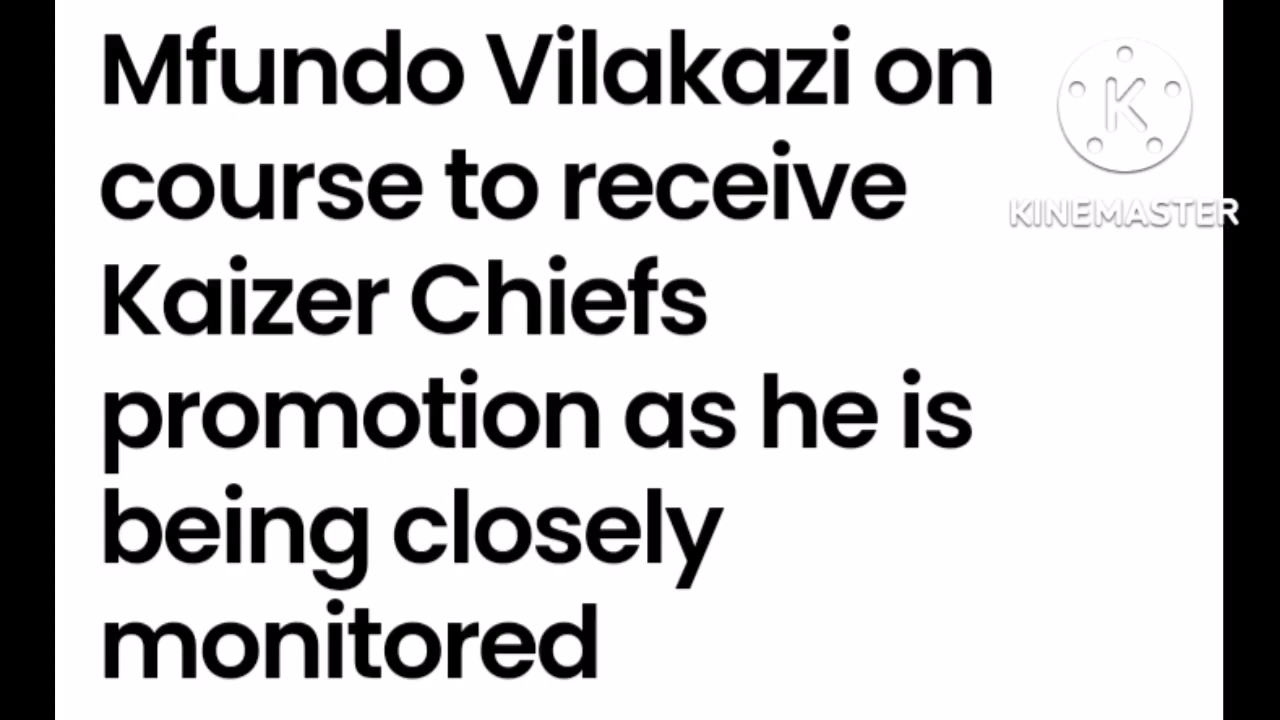 Mfundo Vilakazi on
course to receive
Kaizer Chiefs
promotion as he is
being closely
monitored
K
KINEMASTER